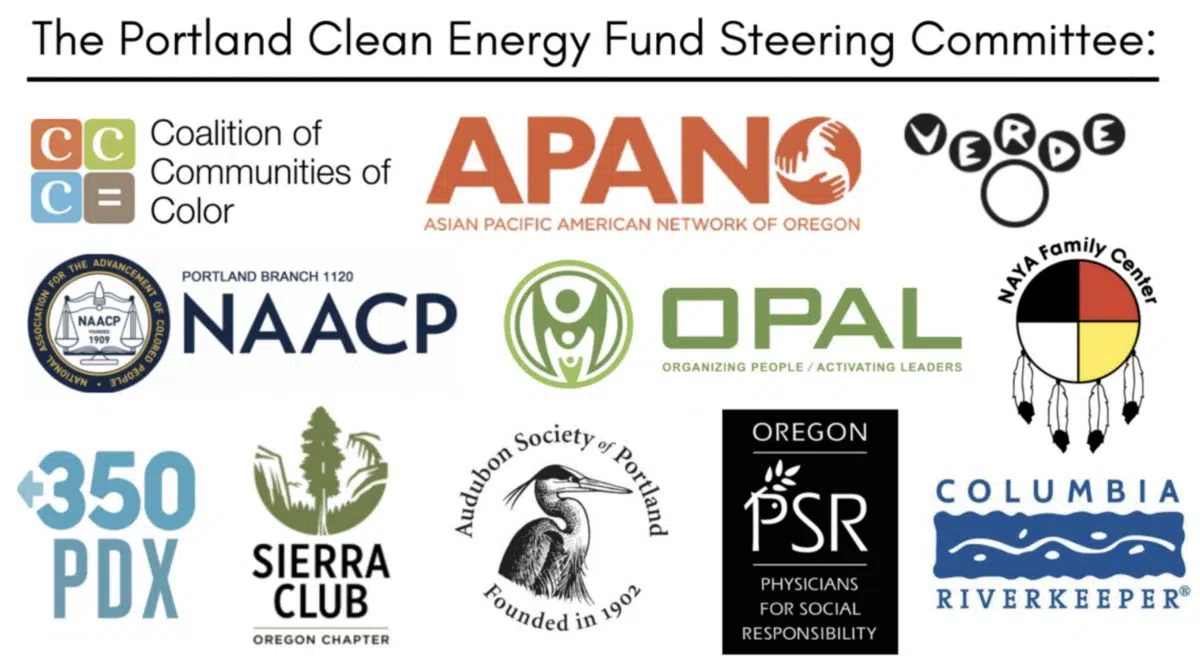 The Portland Clean Energy Fund Steering Committee:
C C
C =
Coalition of
Communities of
Color
APANO
ASIAN PACIFIC AMERICAN NETWORK OF OREGON
VERDE
NATIONAL ASSOCIATION FOR THE ADVANCEMENT OF COLORED PEOPLE
NAACP
FOUNDED
1909
PORTLAND BRANCH 1120
NAACP
OPAL
ORGANIZING PEOPLE / ACTIVATING LEADERS
NAYA Family Center
350
PDX
SIERRA
CLUB
OREGON CHAPTER
Audubon Society of Portland
Founded in 1902
OREGON
PSR
PHYSICIANS
FOR SOCIAL
RESPONSIBILITY
COLUMBIA
RIVERKEEPER®